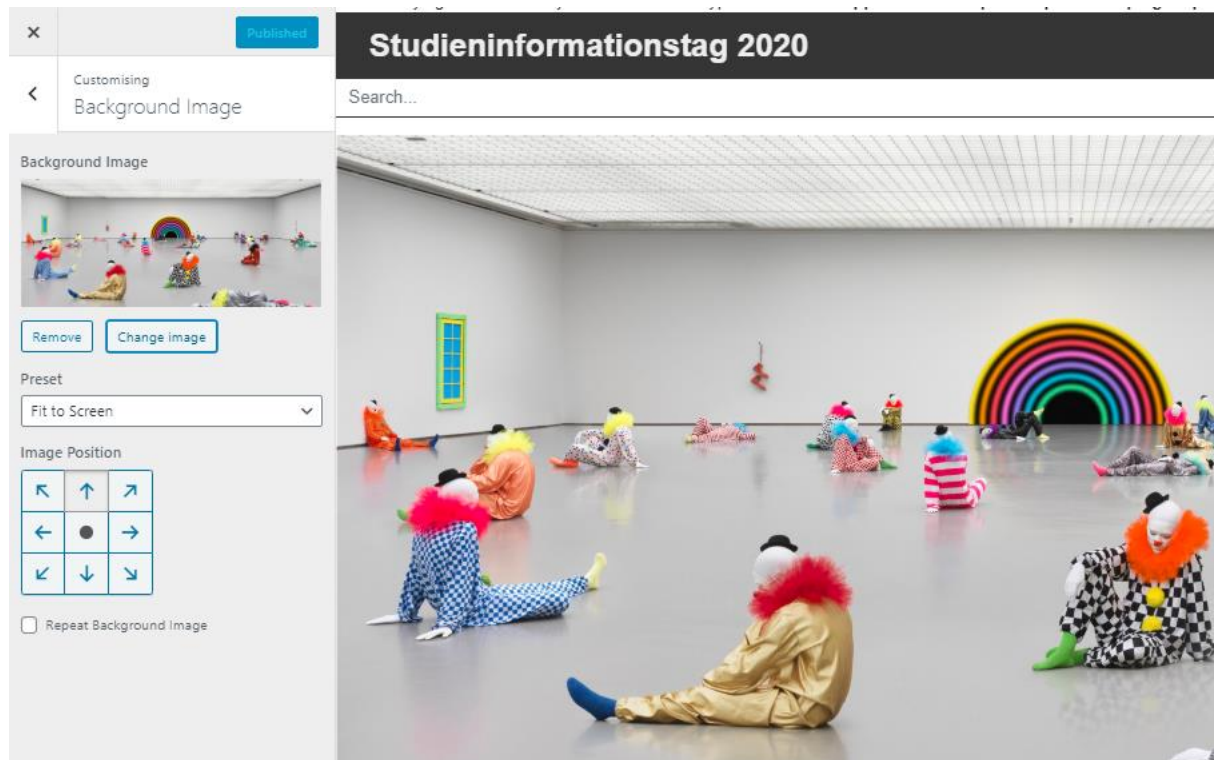 Published
Customising
Background Image
Background Image
Remove
Change image
Preset
Fit to Screen
Image Position
Repeat Background Image
Studieninformationstag 2020
Search...